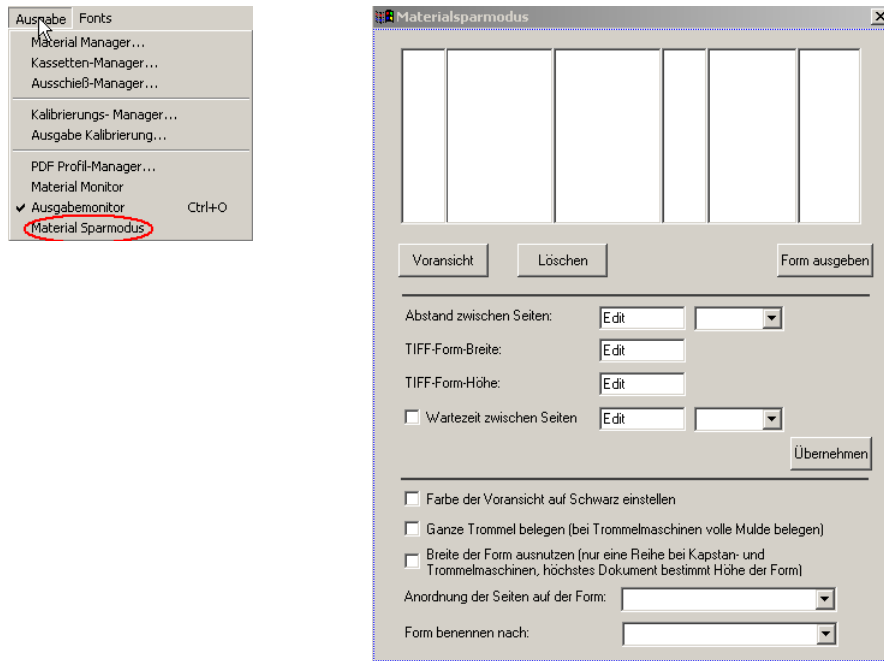 Ausgabe Fonts
Material Manager...
Kassetten-Manager...
Ausschieß-Manager...
Kalibrierungs- Manager...
Ausgabe Kalibrierung...
PDF Profil-Manager...
Material Monitor
Ausgabemonitor Ctrl+O
Material Sparmodus
Materialsparmodus
Voransicht Löschen Form ausgeben
Abstand zwischen Seiten: Edit
TIFF-Form-Breite: Edit
TIFF-Form-Höhe: Edit
Wartezeit zwischen Seiten Edit
Übernehmen
Farbe der Voransicht auf Schwarz einstellen
Ganze Trommel belegen (bei Trommelmaschinen volle Mulde belegen)
Breite der Form ausnutzen (nur eine Reihe bei Kapstan- und
Trommelmaschinen, höchstes Dokument bestimmt Höhe der Form)
Anordnung der Seiten auf der Form:
Form benennen nach: